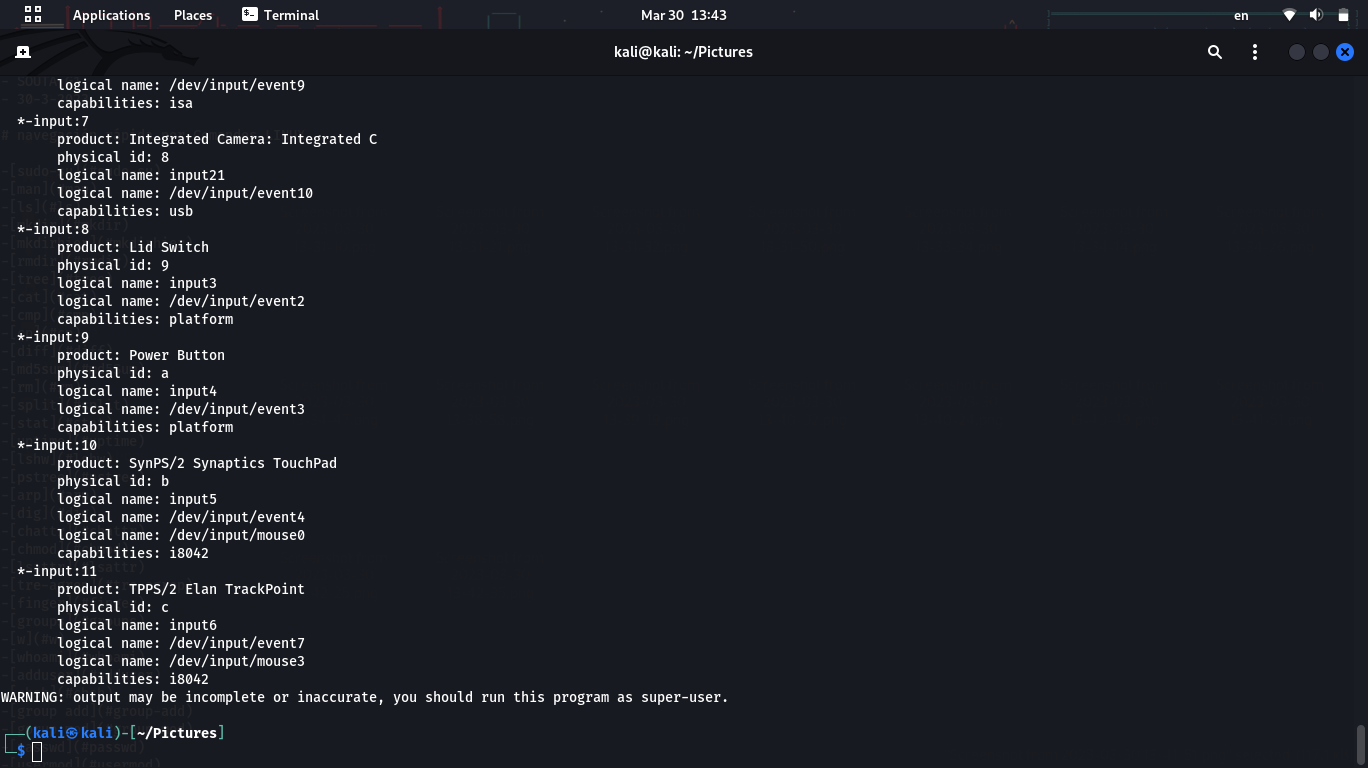 Applications Places Terminal Mar 30 13:43 en
kali@kali: ~/Pictures
logical name: /dev/input/event9
capabilities: isa
*-input:7
product: Integrated Camera: Integrated C
physical id: 8
logical name: input21
logical name: /dev/input/event10
capabilities: usb
*-input:8
product: Lid Switch
physical id: 9
logical name: input3
logical name: /dev/input/event2
capabilities: platform
*-input:9
product: Power Button
physical id: a
logical name: input4
logical name: /dev/input/event3
capabilities: platform
*-input:10
product: SynPS/2 Synaptics TouchPad
physical id: b
logical name: input5
logical name: /dev/input/event4
logical name: /dev/input/mouse0
capabilities: i8042
*-input:11
product: TPPS/2 Elan TrackPoint
physical id: c
logical name: input6
logical name: /dev/input/event7
logical name: /dev/input/mouse3
capabilities: i8042
WARNING: output may be incomplete or inaccurate, you should run this program as super-user.
(kali㉿kali)-[~/Pictures]
$